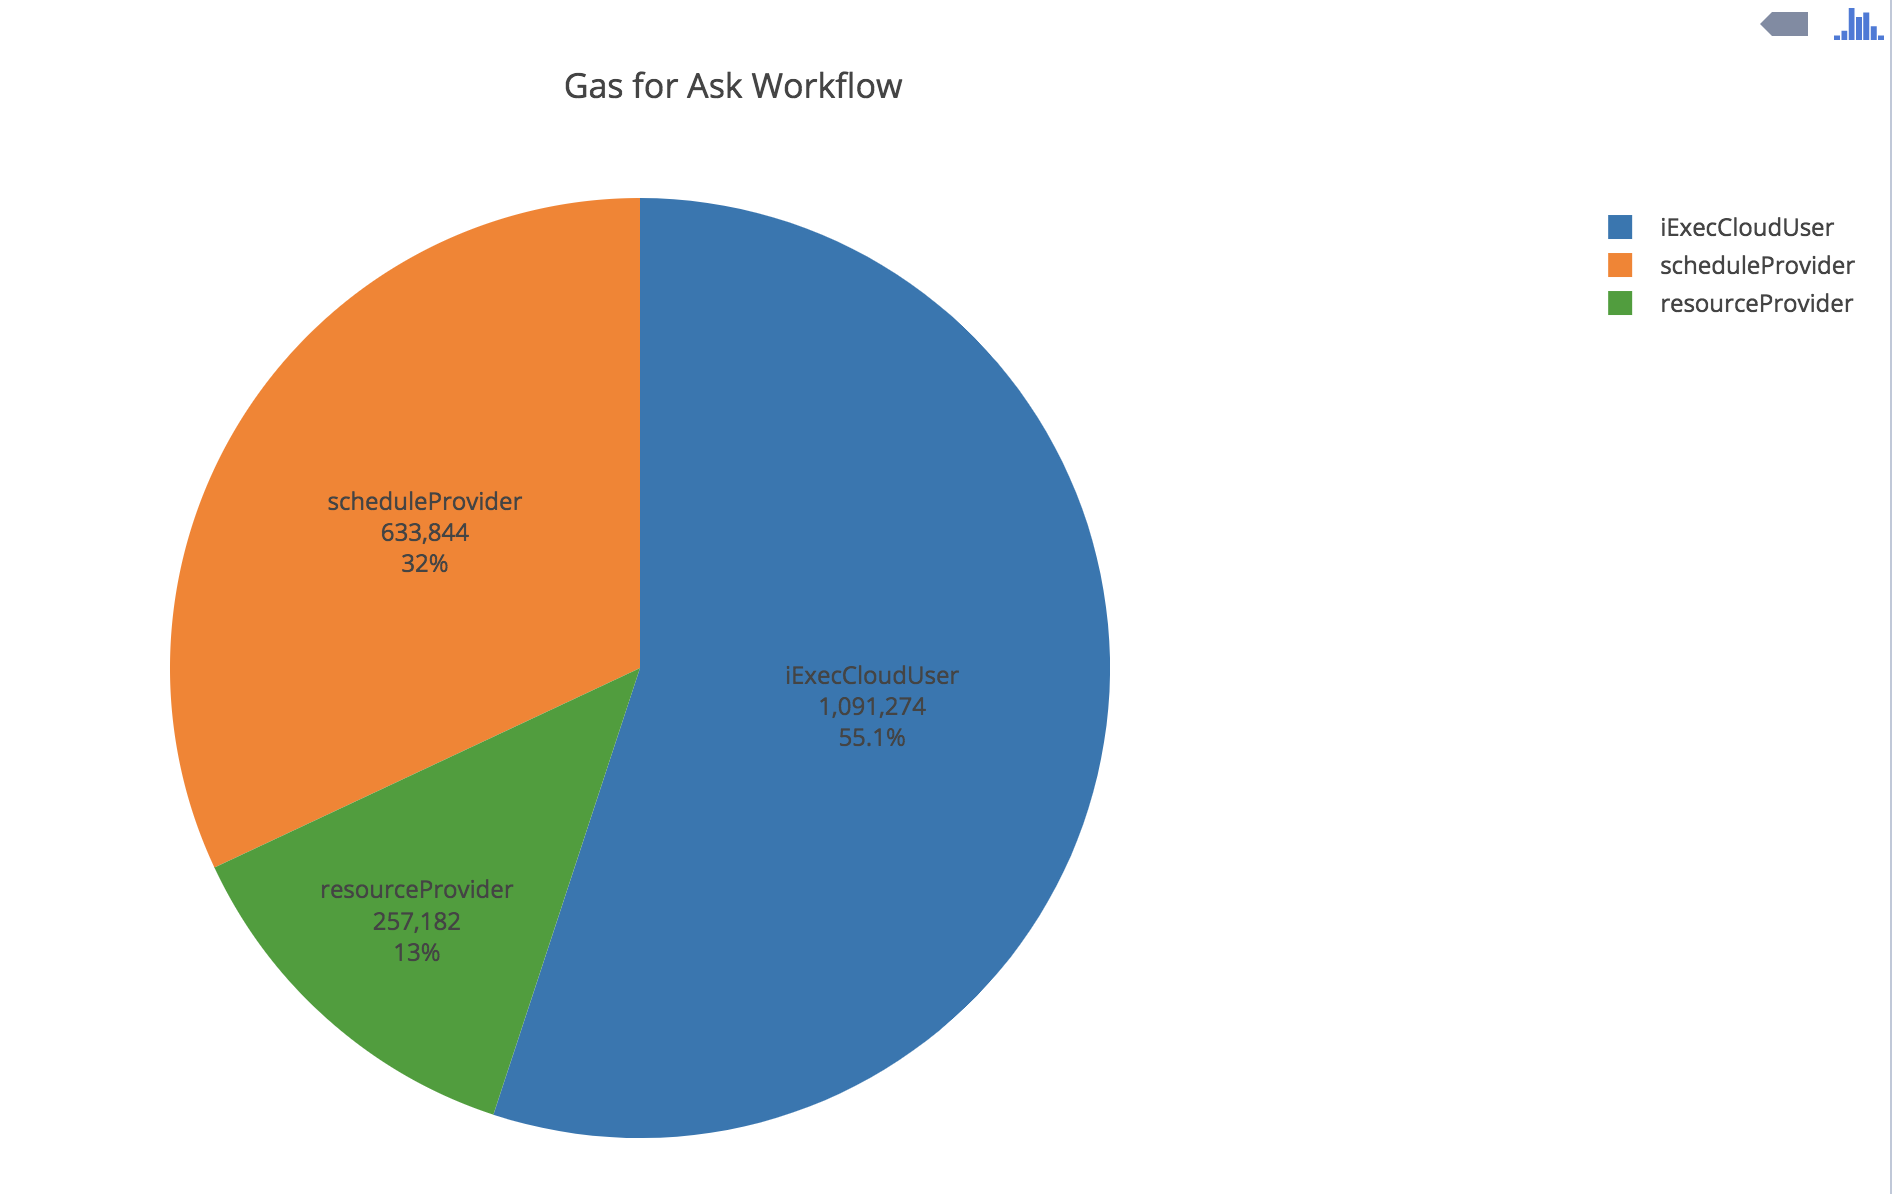 Gas for Ask Workflow
iExecCloudUser
scheduleProvider
resourceProvider
scheduleProvider
633,844
32%
iExecCloudUser
1,091,274
55.1%
resourceProvider
257,182
13%